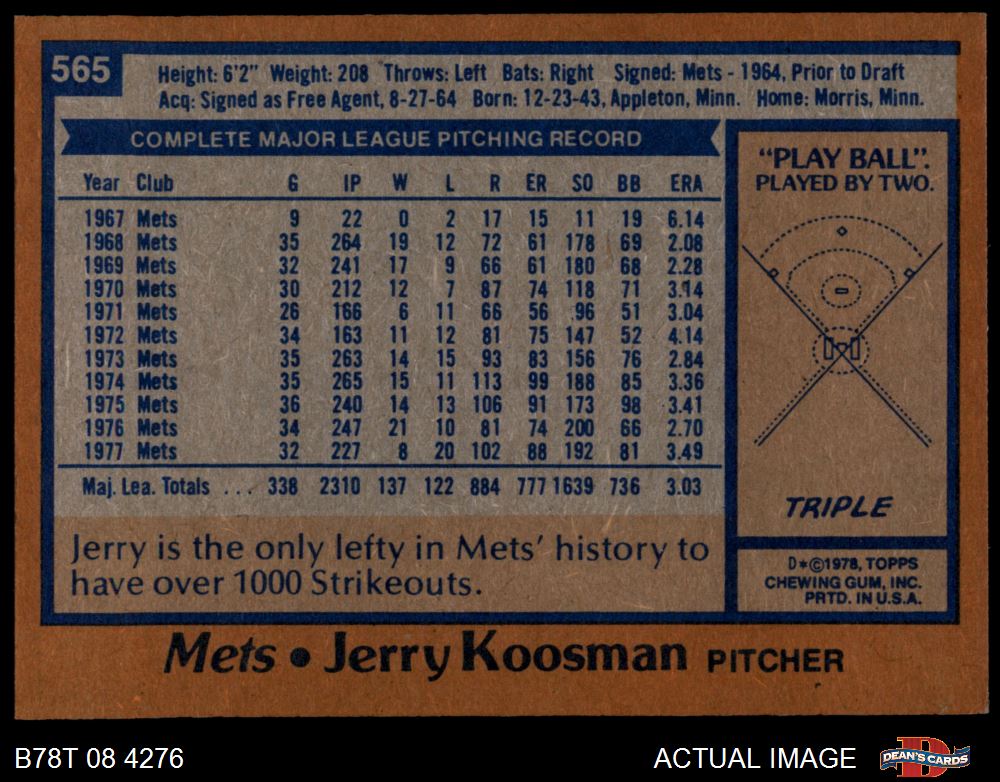 565
Height: 6'2" Weight: 208 Throws: Left Bats: Right Signed: Mets - 1964, Prior to Draft
Acq: Signed as Free Agent, 8-27-64 Born: 12-23-43, Appleton, Minn. Home: Morris, Minn.
COMPLETE MAJOR LEAGUE PITCHING RECORD
Year Club G IP W L R ER SO BB ERA
1967 Mets 9 22 0 2 17 15 11 19 6.14
1968 Mets 35 264 19 12 72 61 178 69 2.08
1969 Mets 32 241 17 9 66 61 180 68 2.28
1970 Mets 30 212 12 7 87 74 118 71 3.14
1971 Mets 26 166 6 11 66 56 96 51 3.04
1972 Mets 34 163 11 12 81 75 147 52 4.14
1973 Mets 35 263 14 15 93 83 156 76 2.84
1974 Mets 35 265 15 11 113 99 188 85 3.36
1975 Mets 36 240 14 13 106 91 173 98 3.41
1976 Mets 34 247 21 10 81 74 200 66 2.70
1977 Mets 32 227 8 20 102 88 192 81 3.49
Maj. Lea. Totals ... 338 2310 137 122 884 777 1639 736 3.03
Jerry is the only lefty in Mets' history to
have over 1000 Strikeouts.
"PLAY BALL".
PLAYED BY TWO.
TRIPLE
D*©1978, TOPPS
CHEWING GUM, INC.
PRTD. IN U.S.A.
Mets • Jerry Koosman PITCHER
B78T 08 4276
ACTUAL IMAGE
DEAN'S CARDS